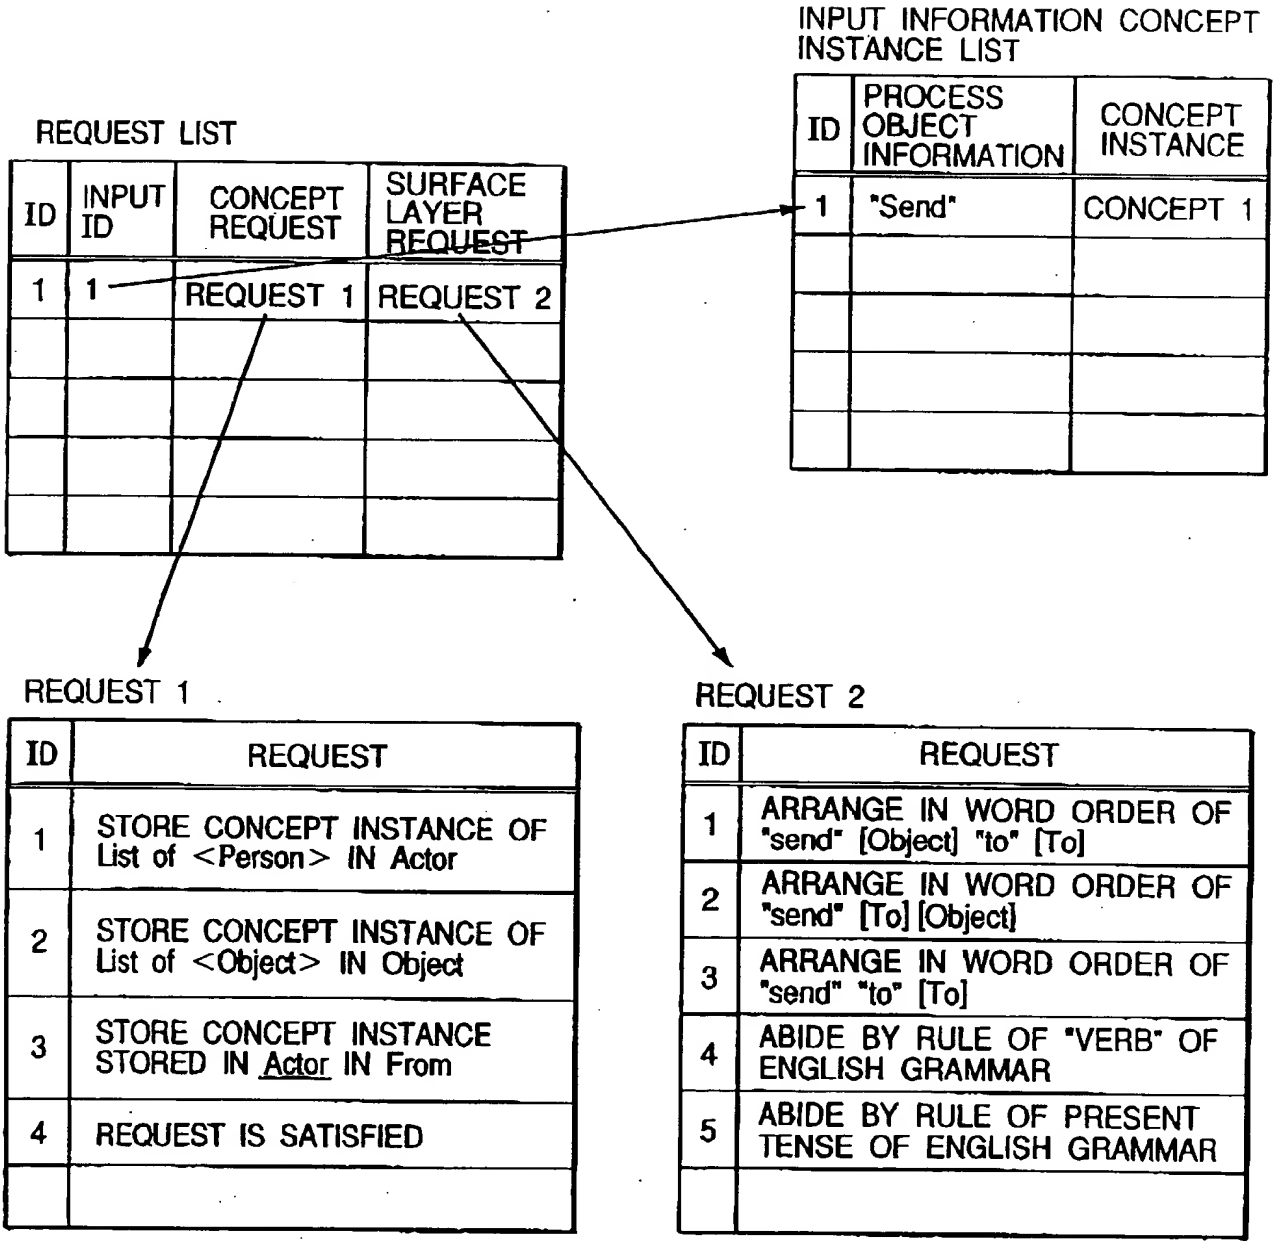 INPUT INFORMATION CONCEPT
INSTANCE LIST
ID
PROCESS
OBJECT
INFORMATION
CONCEPT
INSTANCE
1
"Send"
CONCEPT 1
REQUEST LIST
ID
INPUT
ID
CONCEPT
REQUEST
SURFACE
LAYER
REQUEST
1
1
REQUEST 1
REQUEST 2
REQUEST 1
ID
REQUEST
1
STORE CONCEPT INSTANCE OF
List of <Person> IN Actor
2
STORE CONCEPT INSTANCE OF
List of <Object> IN Object
3
STORE CONCEPT INSTANCE
STORED IN Actor IN From
4
REQUEST IS SATISFIED
REQUEST 2
ID
REQUEST
1
ARRANGE IN WORD ORDER OF
"send" [Object] "to" [To]
2
ARRANGE IN WORD ORDER OF
"send" [To] [Object]
3
ARRANGE IN WORD ORDER OF
"send" "to" [To]
4
ABIDE BY RULE OF "VERB" OF
ENGLISH GRAMMAR
5
ABIDE BY RULE OF PRESENT
TENSE OF ENGLISH GRAMMAR